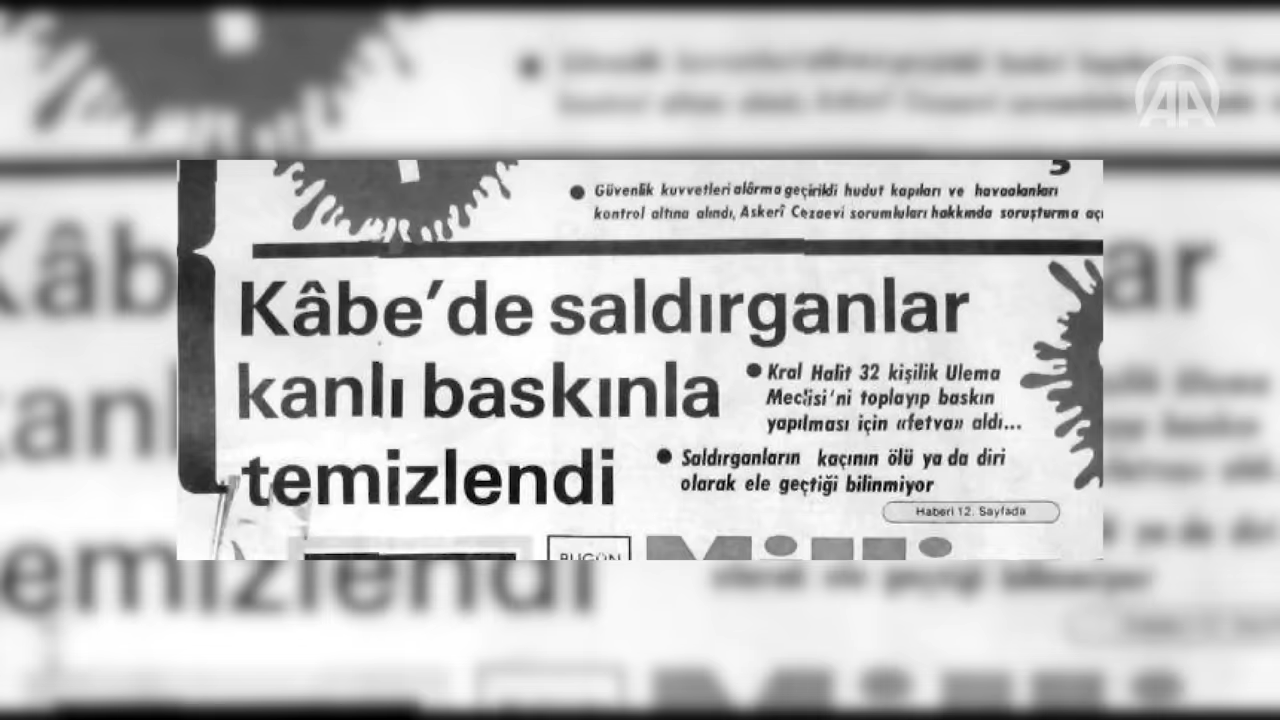 AA
Güvenlik kuvvetleri alârma geçirildi hudut kapıları ve havaalanları
kontrol altına alındı, Askerî Cezaevi sorumluları hakkında soruşturma aç
Kâbe'de saldırganlar
kanlı baskınla
temizlendi
Kral Halit 32 kişilik Ulema
Meclisi'ni toplayıp baskın
yapılması için «fetva» aldı...
Saldırganların kaçının ölü ya da diri
olarak ele geçtiği bilinmiyor
Haberi 12. Sayfada
BUGÜN
Milli